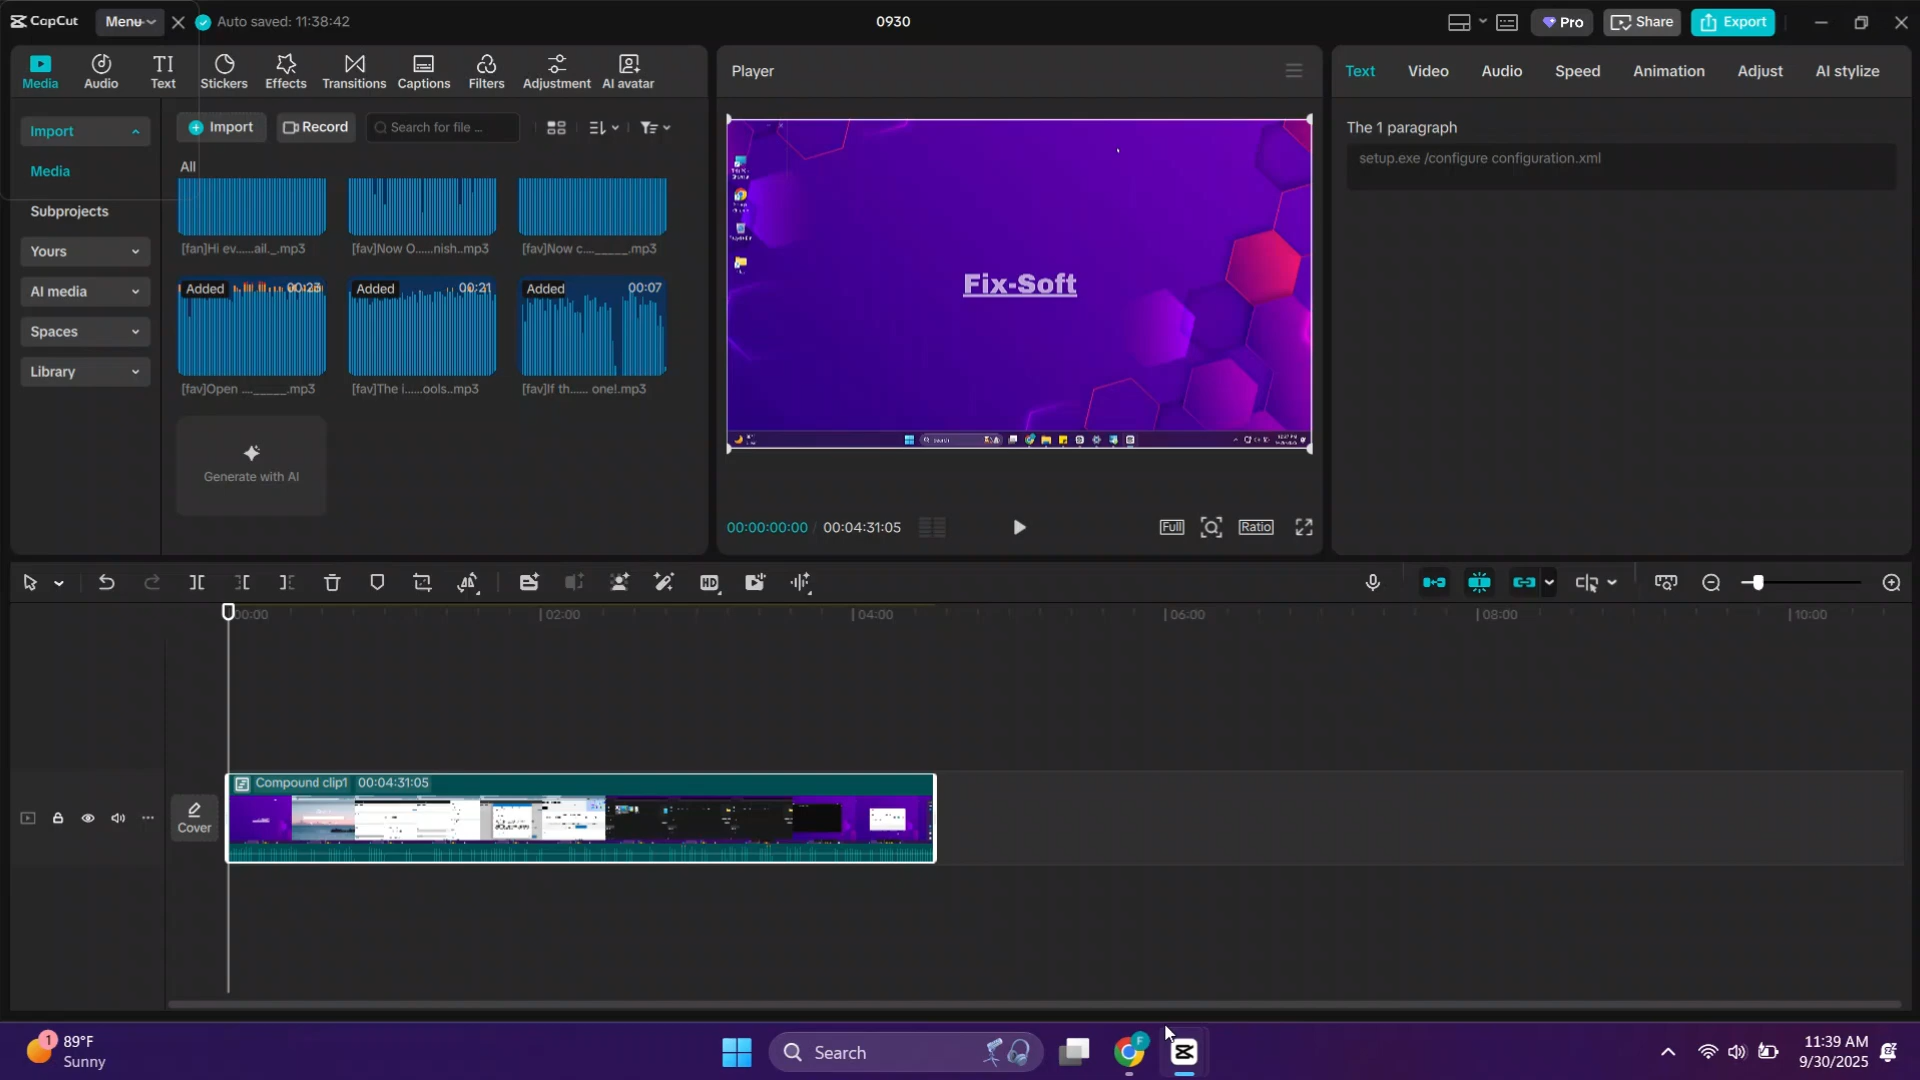 CapCut Menu Auto saved: 11:38:42 0930 Pro Share Export
Media Audio Text Stickers Effects Transitions Captions Filters Adjustment AI avatar
Import
Media
Subprojects
Yours
AI media
Spaces
Library
Import Record Search for file ...
All
[fan]Hi ev......ail._.mp3 [fav]Now O......nish..mp3 [fav]Now c....______.mp3
Added 00:23 Added 00:21 Added 00:07
[fav]Open ....______.mp3 [fav]The i......ools..mp3 [fav]If th...... one!.mp3
Generate with AI
Player
Fix-Soft
00:00:00:00 / 00:04:31:05 Full Ratio
Text Video Audio Speed Animation Adjust AI stylize
The 1 paragraph
setup.exe /configure configuration.xml
HD
00:00 02:00 04:00 06:00 08:00 10:00
Compound clip1 00:04:31:05
Cover
1 89°F
Sunny
Search
F
11:39 AM
9/30/2025